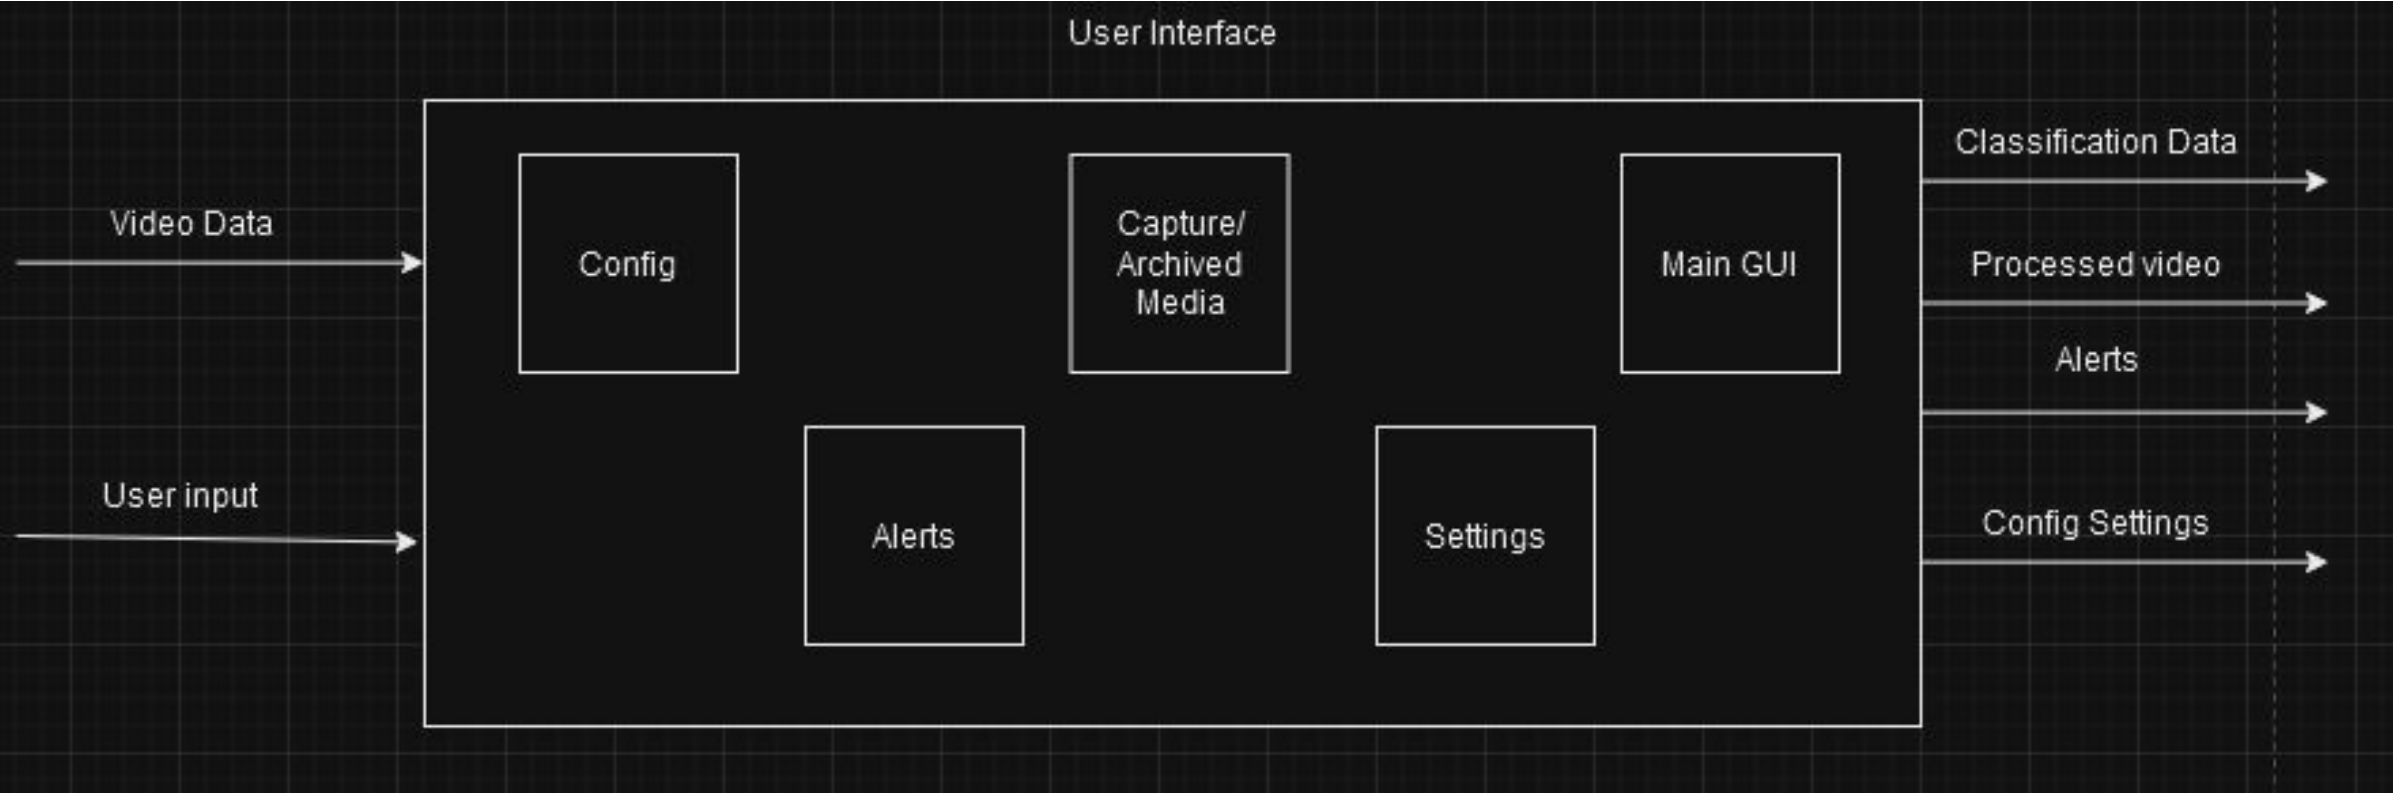 User Interface
Classification Data
Video Data
Config
Capture/
Archived
Media
Main GUI
Processed video
Alerts
User input
Alerts
Settings
Config Settings